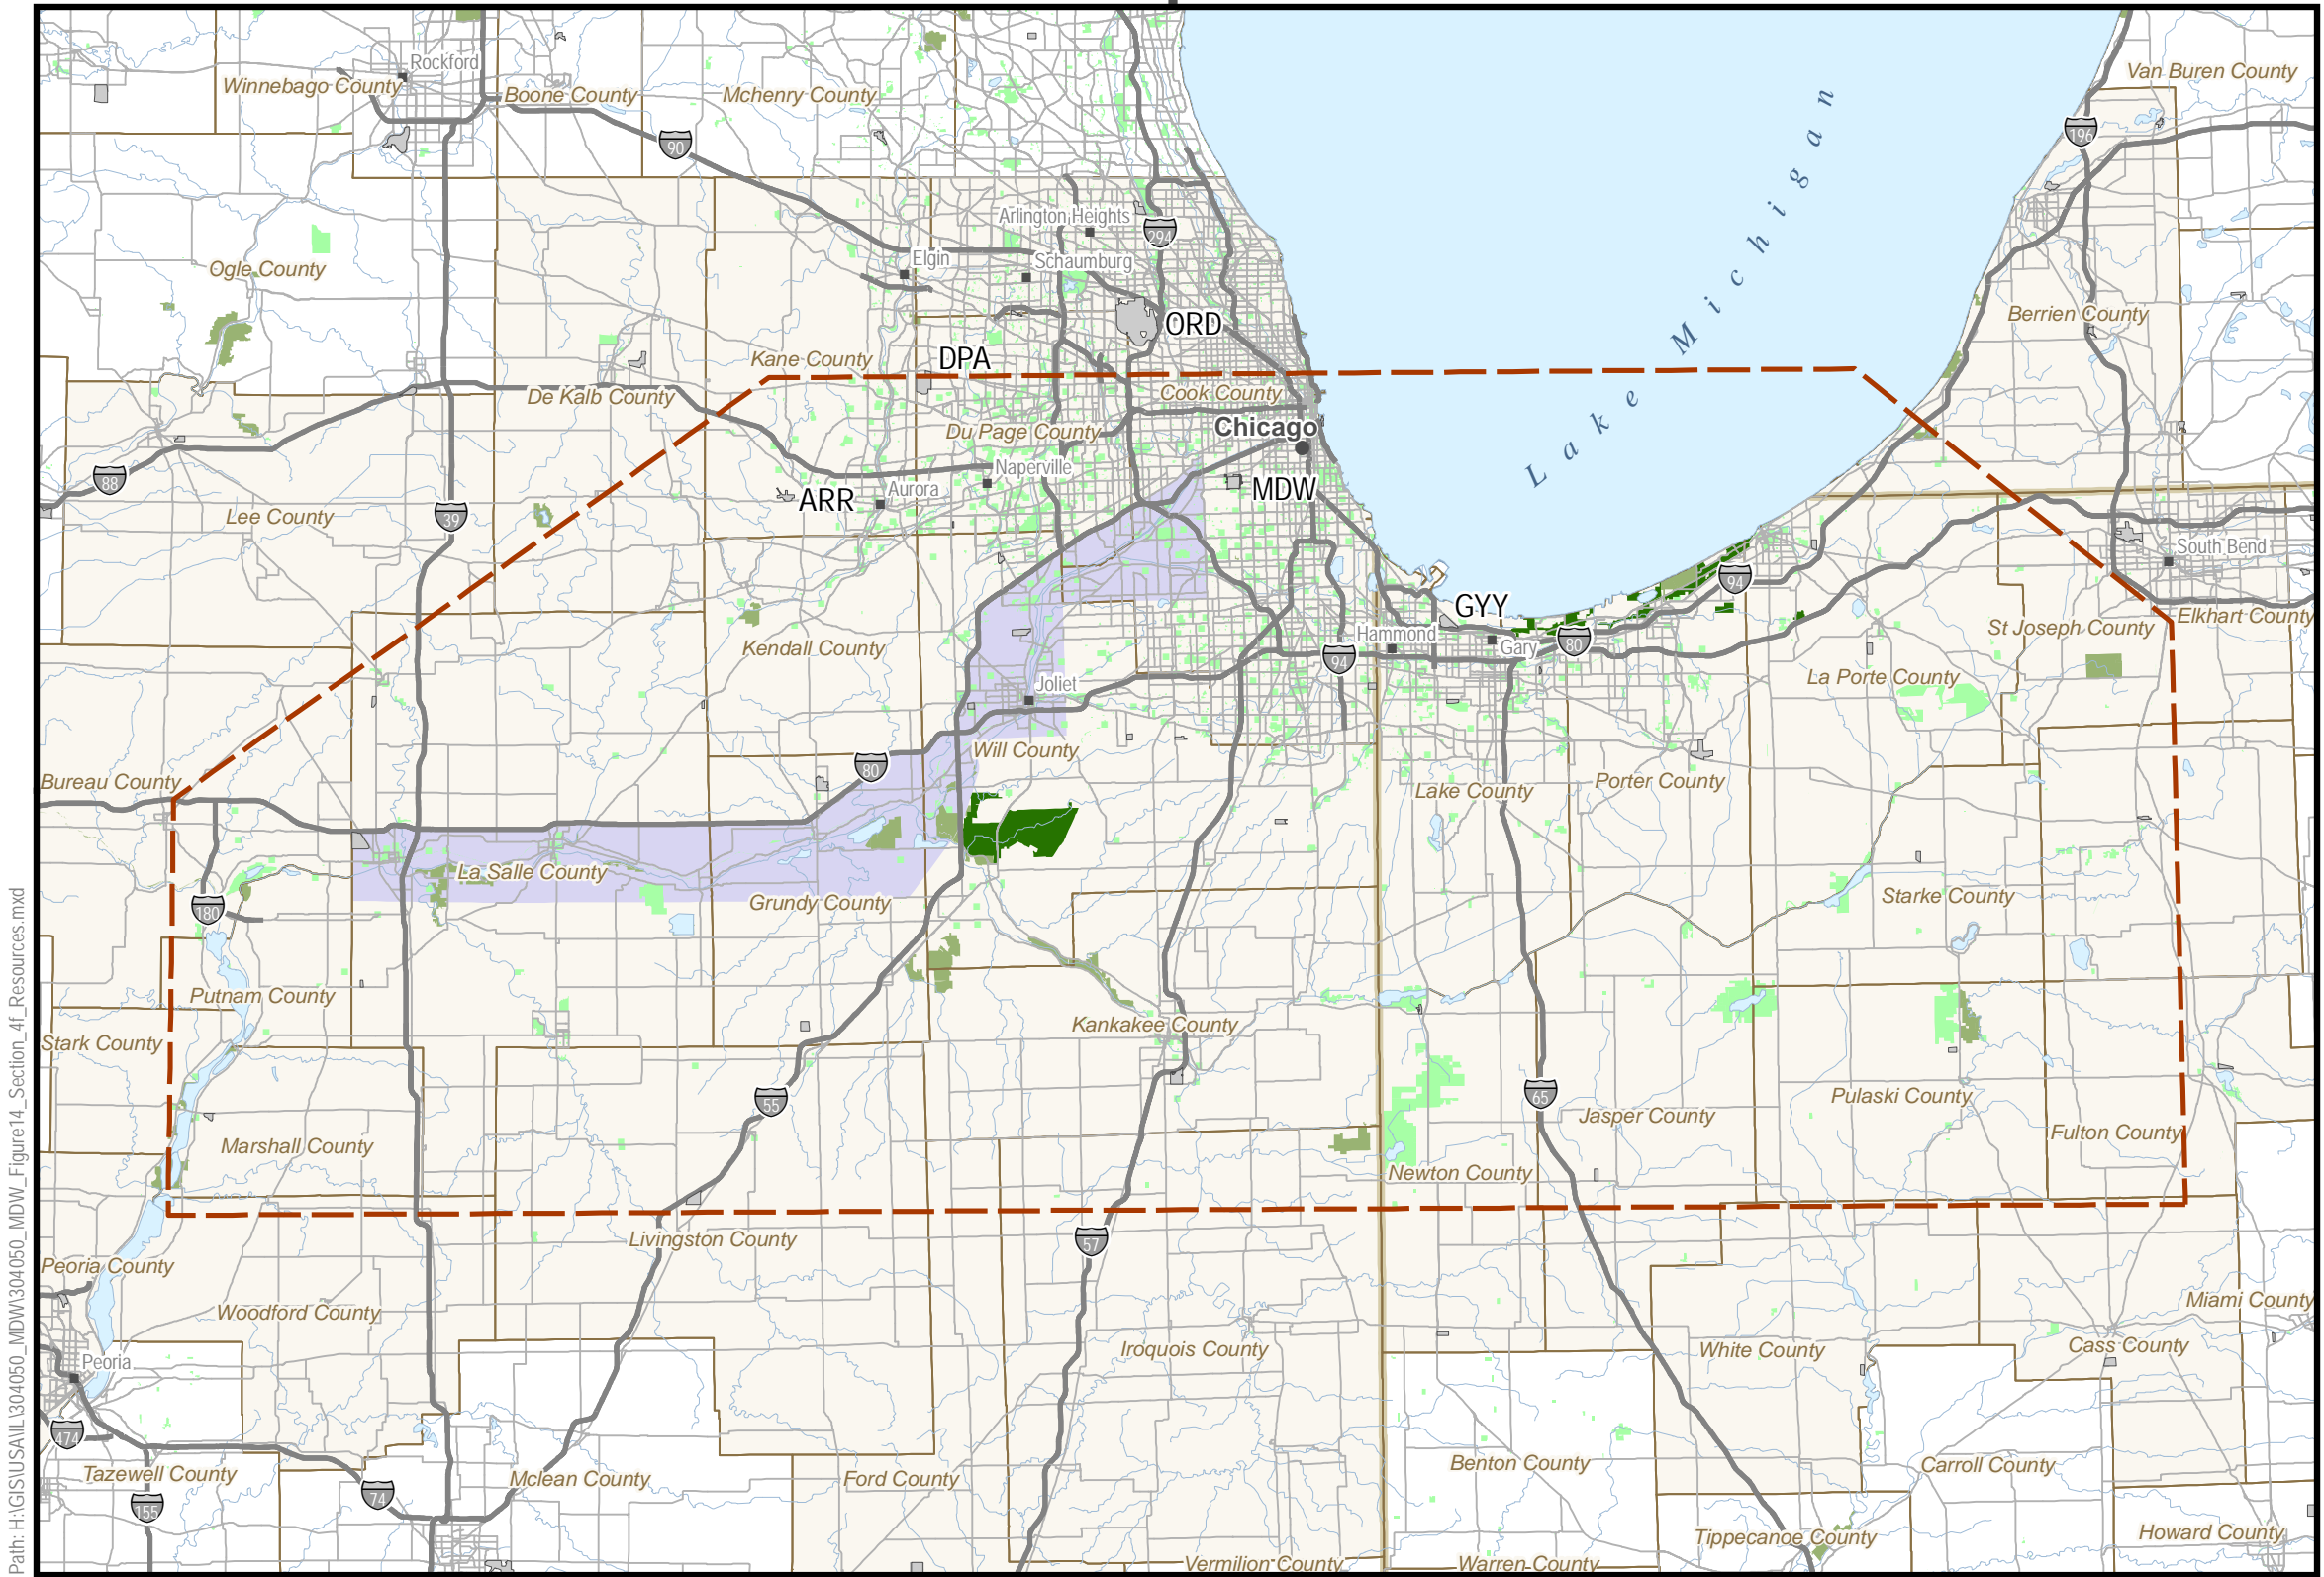 Rockford
Winnebago County
Boone County
Mchenry County
Van Buren County
90
196
Lake Michigan
Arlington Heights
294
Elgin
Schaumburg
Ogle County
ORD
Berrien County
DPA
Kane County
De Kalb County
Cook County
Chicago
Du Page County
Naperville
88
MDW
ARR
Aurora
Lee County
39
South Bend
94
GYY
Elkhart County
St Joseph County
Hammond
Gary
80
Kendall County
94
La Porte County
Joliet
Will County
80
Bureau County
Lake County
Porter County
La Salle County
Grundy County
Starke County
180
Putnam County
Kankakee County
Stark County
55
65
Jasper County
Pulaski County
Marshall County
Fulton County
Newton County
Livingston County
57
Peoria County
Woodford County
Miami County
Iroquois County
White County
Cass County
Peoria
474
Tazewell County
Mclean County
Ford County
Benton County
Carroll County
74
155
Tippecanoe County
Howard County
Vermilion County
Warren County
Path: H:\GIS\USA\IL\304050_MDW\304050_MDW_Figure14_Section_4f_Resources.mxd